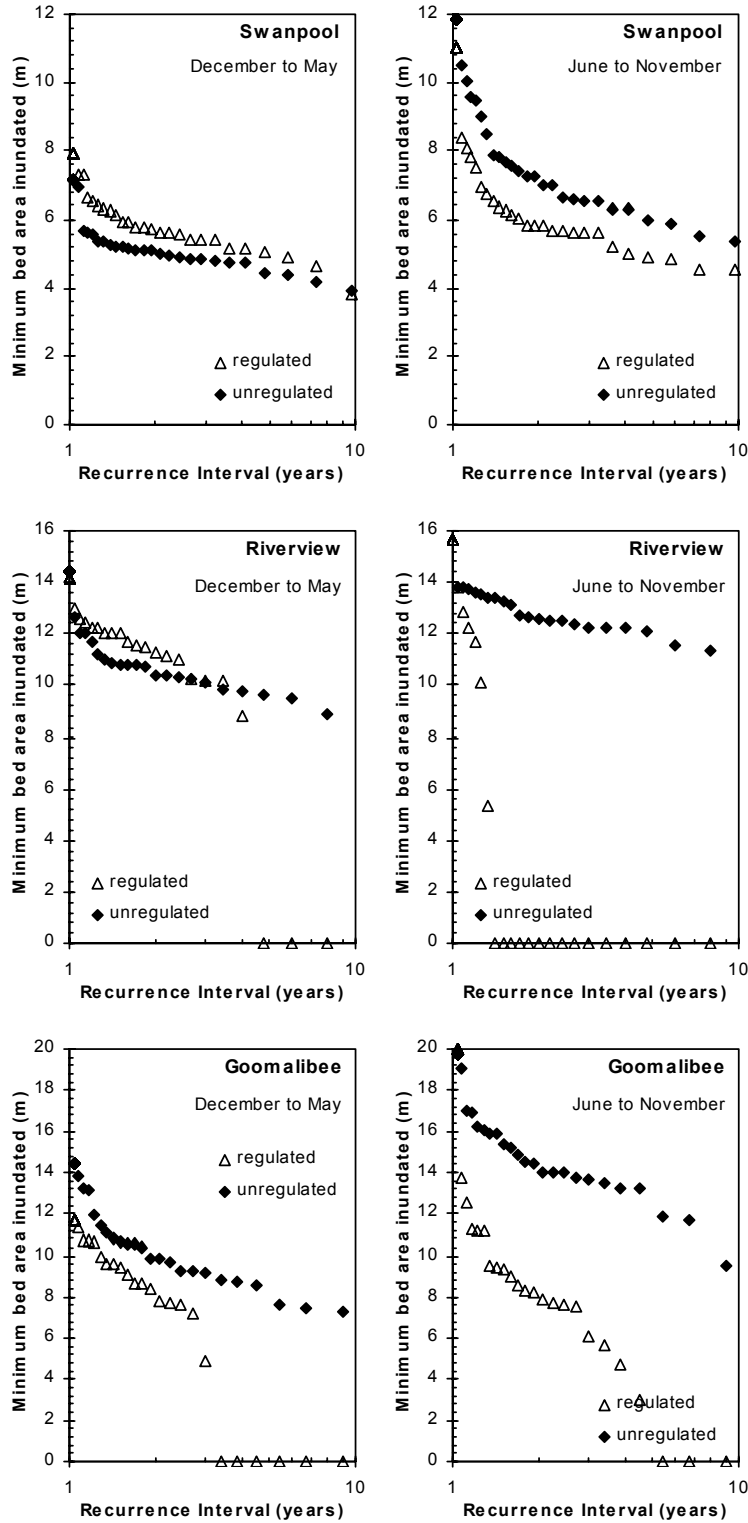 Swanpool
December to May
Minimum bed area inundated (m)
12
10
8
6
4
2
0
regulated
unregulated
1
10
Recurrence Interval (years)
Swanpool
June to November
Minimum bed area inundated (m)
12
10
8
6
4
2
0
regulated
unregulated
1
10
Recurrence Interval (years)
Riverview
December to May
Minimum bed area inundated (m)
16
14
12
10
8
6
4
2
0
regulated
unregulated
1
10
Recurrence Interval (years)
Riverview
June to November
Minimum bed area inundated (m)
16
14
12
10
8
6
4
2
0
regulated
unregulated
1
10
Recurrence Interval (years)
Goomalibee
December to May
Minimum bed area inundated (m)
20
18
16
14
12
10
8
6
4
2
0
regulated
unregulated
1
10
Recurrence Interval (years)
Goomalibee
June to November
Minimum bed area inundated (m)
20
18
16
14
12
10
8
6
4
2
0
regulated
unregulated
1
10
Recurrence Interval (years)